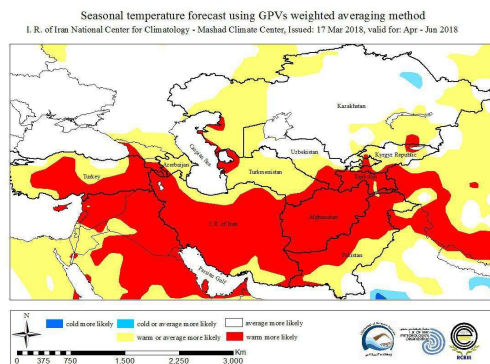 Seasonal temperature forecast using GPVs weighted averaging method
I. R. of Iran National Center for Climatology - Mashad Climate Center, Issued: 17 Mar 2018, valid for: Apr - Jun 2018
Kazakhstan
Caspian Sea
Uzbekistan
Kyrgyz Republic
Azerbaijan
Turkmenistan
Turkey
I.R. of Iran
Afghanistan
Pakistan
Persian Gulf
N
cold more likely
cold or average more likely
average more likely
warm or average more likely
warm more likely
0 375 750 1,500 2,250 3,000
Km
NCRIM